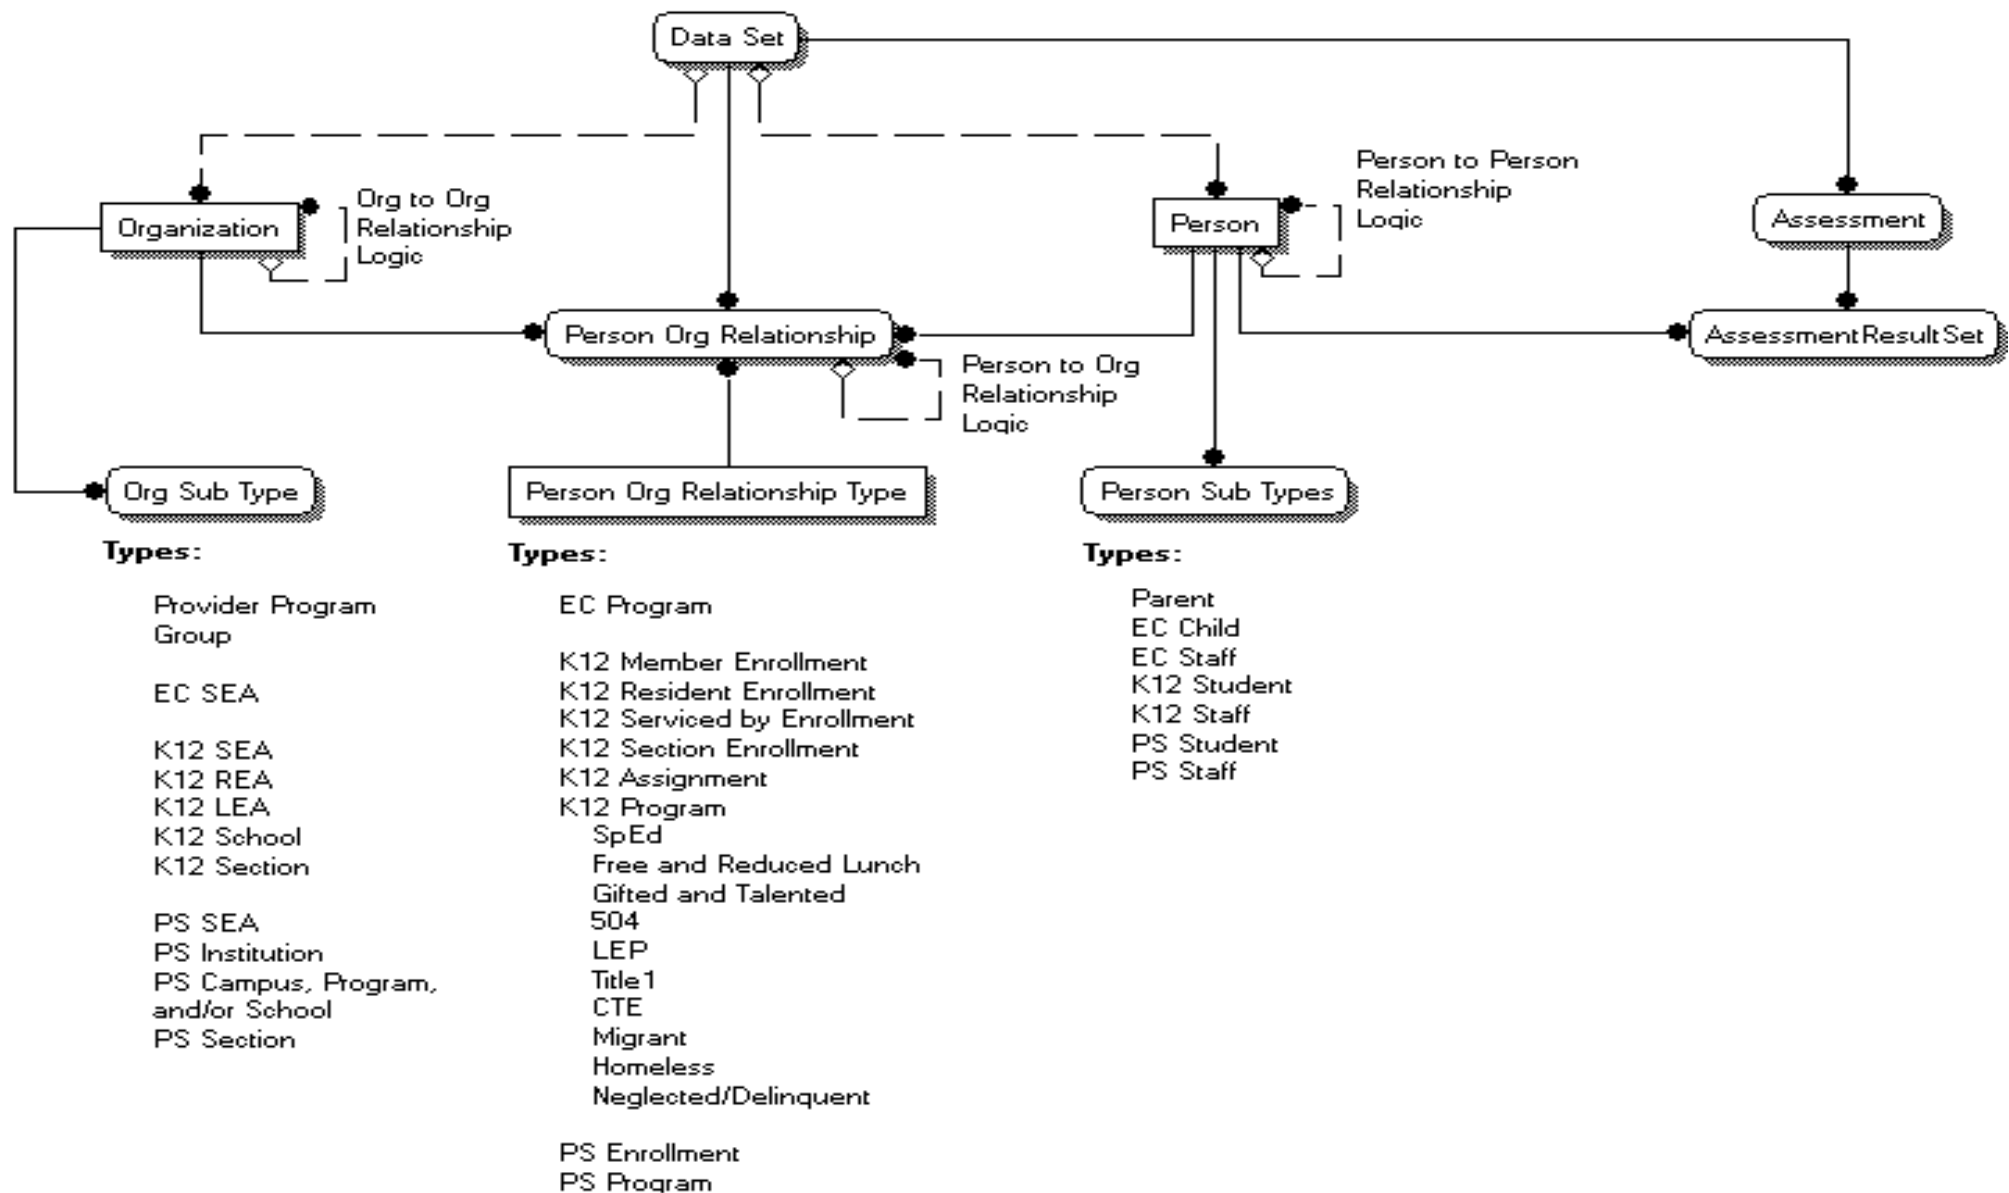 Data Set
Org to Org
Relationship
Logic
Person to Person
Relationship
Logic
Organization
Person
Assessment
Person Org Relationship
AssessmentResultSet
Person to Org
Relationship
Logic
Org Sub Type
Person Org Relationship Type
Person Sub Types
Types:
Provider Program
Group
EC SEA
K12 SEA
K12 REA
K12 LEA
K12 School
K12 Section
PS SEA
PS Institution
PS Campus, Program,
and/or School
PS Section
Types:
EC Program
K12 Member Enrollment
K12 Resident Enrollment
K12 Serviced by Enrollment
K12 Section Enrollment
K12 Assignment
K12 Program
SpEd
Free and Reduced Lunch
Gifted and Talented
504
LEP
Title1
CTE
Migrant
Homeless
Neglected/Delinquent
PS Enrollment
PS Program
Types:
Parent
EC Child
EC Staff
K12 Student
K12 Staff
PS Student
PS Staff